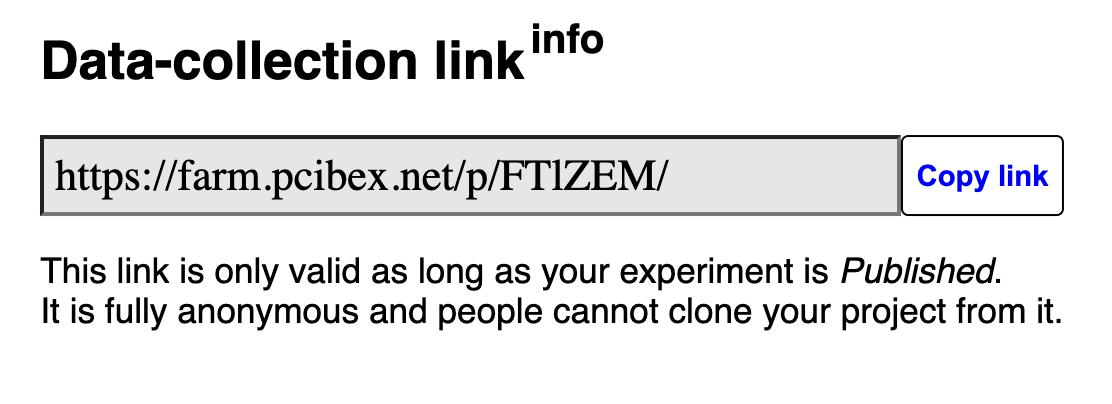 Data-collection link info
https://farm.pcibex.net/p/FTlZEM/
Copy link
This link is only valid as long as your experiment is Published.
It is fully anonymous and people cannot clone your project from it.